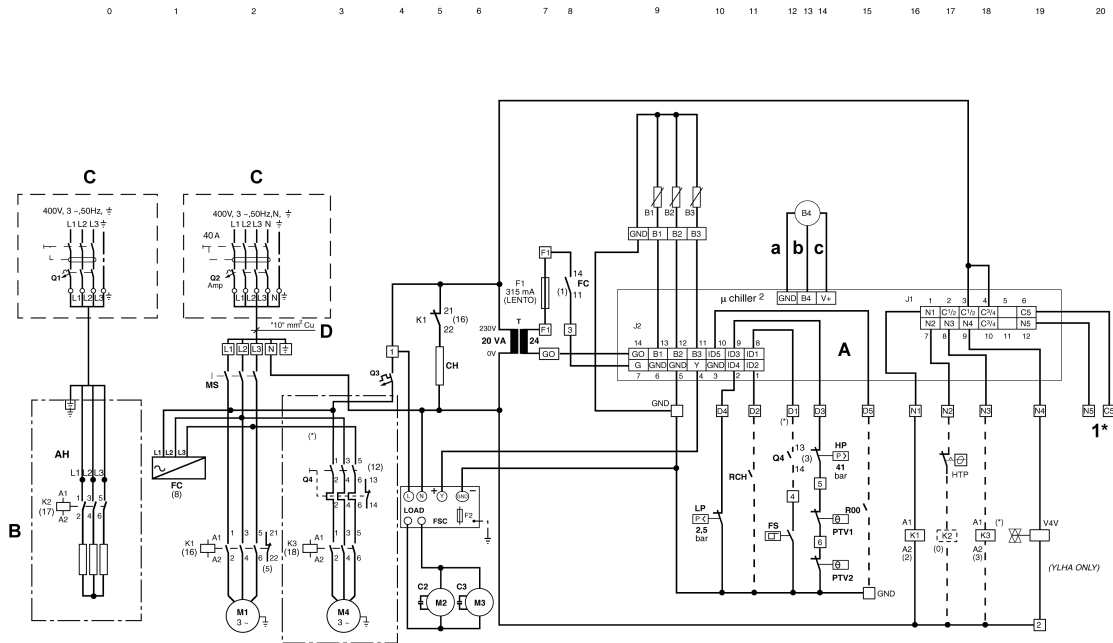 0 1 2 3 4 5 6 7 8 9 10 11 12 13 14 15 16 17 18 19 20
C
C
400V, 3 ~,50Hz, ⏚
L1 L2 L3 ⏚
Q1
L1 L2 L3
400V, 3 ~,50Hz,N, ⏚
L1 L2 L3 N ⏚
40 A
Q2
Amp
L1 L2 L3 N
"10" mm² Cu
D
L1 L2 L3 N
MS
K1
21
(16)
22
CH
Q3
1
230V
20 VA
0V
T
24
F1
F1
315 mA
(LENTO)
F1
GO
14
FC
(1)
11
3
B1 B2 B3
GND B1 B2 B3
B4
a b c
GND B4 V+
µ chiller 2
A
J2
14 13 12 11 10 9 8
GO B1 B2 B3 ID5 ID3 ID1
G GND GND Y GND ID4 ID2
7 6 5 4 3 2 1
J1
1 2 3 4 5 6
N1 C1/2 C1/2 C3/4 C5
N2 N3 N4 C3/4 N5
7 8 9 10 11 12
GND
D4 D2 D1 D3 D5 N1 N2 N3 N4 N5 C5
(*)
1*
B
AH
L1 L2 L3
K2
(17)
A1
A2
1 3 5
2 4 6
L1 L2 L3
FC
(8)
K1
(16)
A1
A2
1 3 5 21
2 4 6 22
(5)
M1
3 ~
(*)
1 3 5
(12)
Q4
13
2 4 6
14
K3
(18)
A1
A2
1 3 5
2 4 6
M4
3 ~
L N + Y GND −
LOAD
FSC
F2
C2
M2
C3
M3
LP
P
2,5
bar
RCH
Q4
13
14
4
FS
HP
(3)
P
41
bar
5
θ
PTV1
6
θ
PTV2
R00
GND
HTP
A1
K1
A2
(2)
K2
(0)
A1
K3
A2
(3)
(*)
V4V
(YLHA ONLY)
2